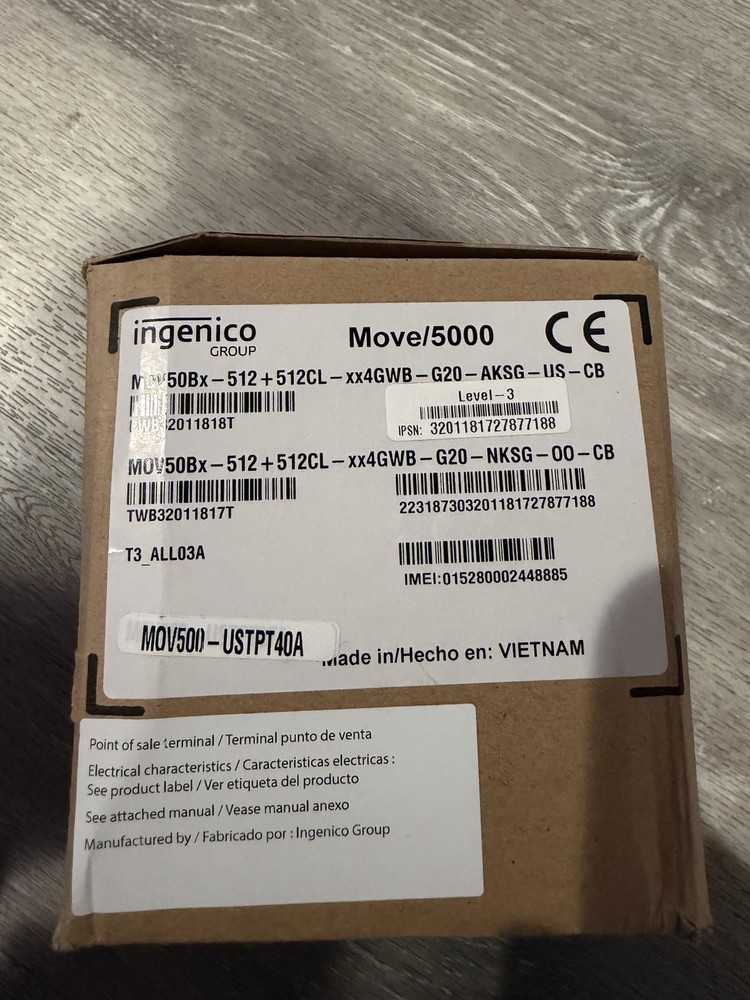 ingenico
GROUP
Move/5000
CE
MOV50Bx-512+512CL-xx4GWB-G20-AKSG-US-CB
TWB32011818T
Level-3
IPSN: 3201181727877188
MOV50Bx-512+512CL-xx4GWB-G20-NKSG-00-CB
TWB32011817T
223187303201181727877188
T3_ALL03A
IMEI:015280002448885
MOV500-USTPT40A
Made in/Hecho en: VIETNAM
Point of sale terminal / Terminal punto de venta
Electrical characteristics / Caracteristicas electricas :
See product label / Ver etiqueta del producto
See attached manual / Vease manual anexo
Manufactured by / Fabricado por : Ingenico Group